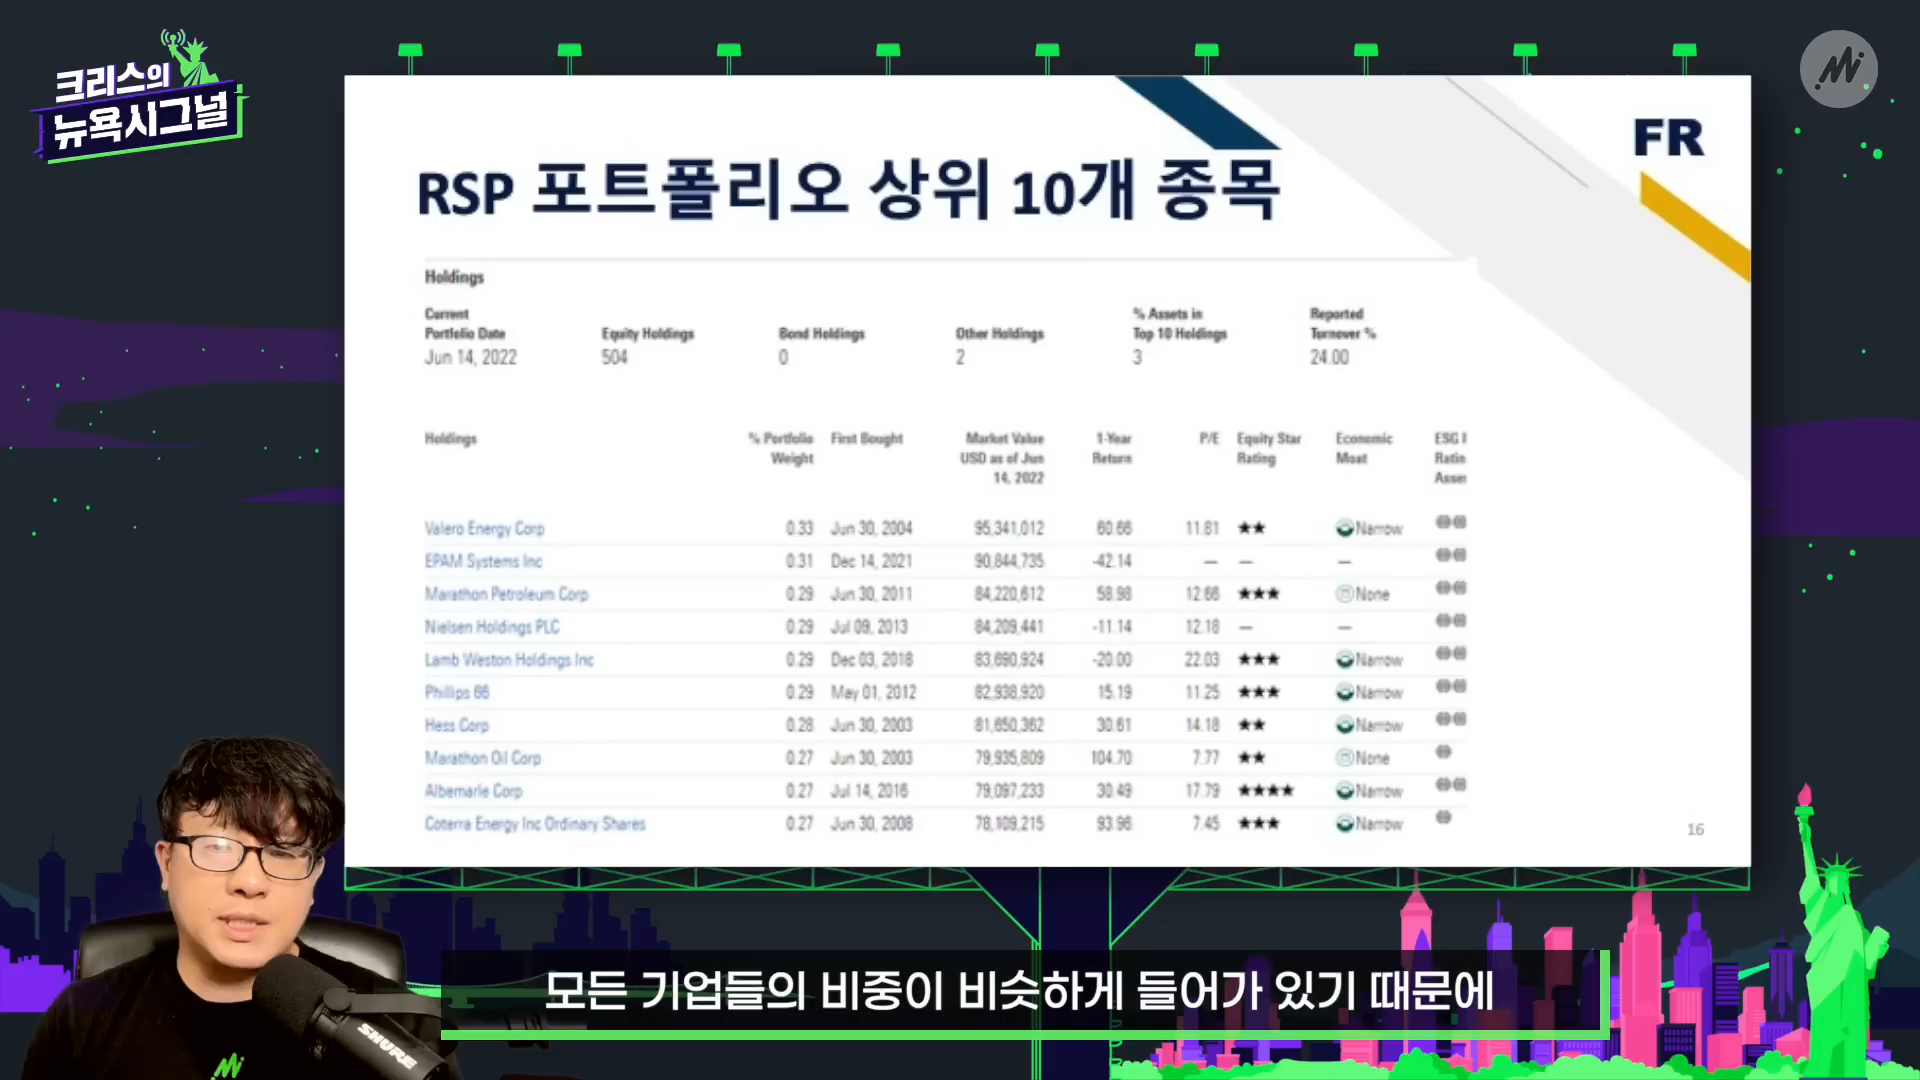 크리스의
뉴욕시그널
FR
RSP 포트폴리오 상위 10개 종목
Holdings
Current Portfolio Date Equity Holdings Bond Holdings Other Holdings % Assets in Top 10 Holdings Reported Turnover %
Jun 14, 2022 504 0 2 3 24.00
Holdings % Portfolio Weight First Bought Market Value USD as of Jun 14, 2022 1-Year Return P/E Equity Star Rating Economic Moat ESG Ratin Asses
Valero Energy Corp 0.33 Jun 30, 2004 95,341,012 60.66 11.81 ★★ Narrow
EPAM Systems Inc 0.31 Dec 14, 2021 90,844,735 -42.14 — — —
Marathon Petroleum Corp 0.29 Jun 30, 2011 84,220,612 58.98 12.66 ★★★ None
Nielsen Holdings PLC 0.29 Jul 09, 2013 84,209,441 -11.14 12.18 — —
Lamb Weston Holdings Inc 0.29 Dec 03, 2018 83,690,924 -20.00 22.03 ★★★ Narrow
Phillips 66 0.29 May 01, 2012 82,938,920 15.19 11.25 ★★★ Narrow
Hess Corp 0.28 Jun 30, 2003 81,650,362 30.61 14.18 ★★ Narrow
Marathon Oil Corp 0.27 Jun 30, 2003 79,935,809 104.70 7.77 ★★ None
Albemarle Corp 0.27 Jul 14, 2016 79,097,233 30.49 17.79 ★★★★ Narrow
Coterra Energy Inc Ordinary Shares 0.27 Jun 30, 2008 78,109,215 93.96 7.45 ★★★ Narrow
16
모든 기업들의 비중이 비슷하게 들어가 있기 때문에
SHURE